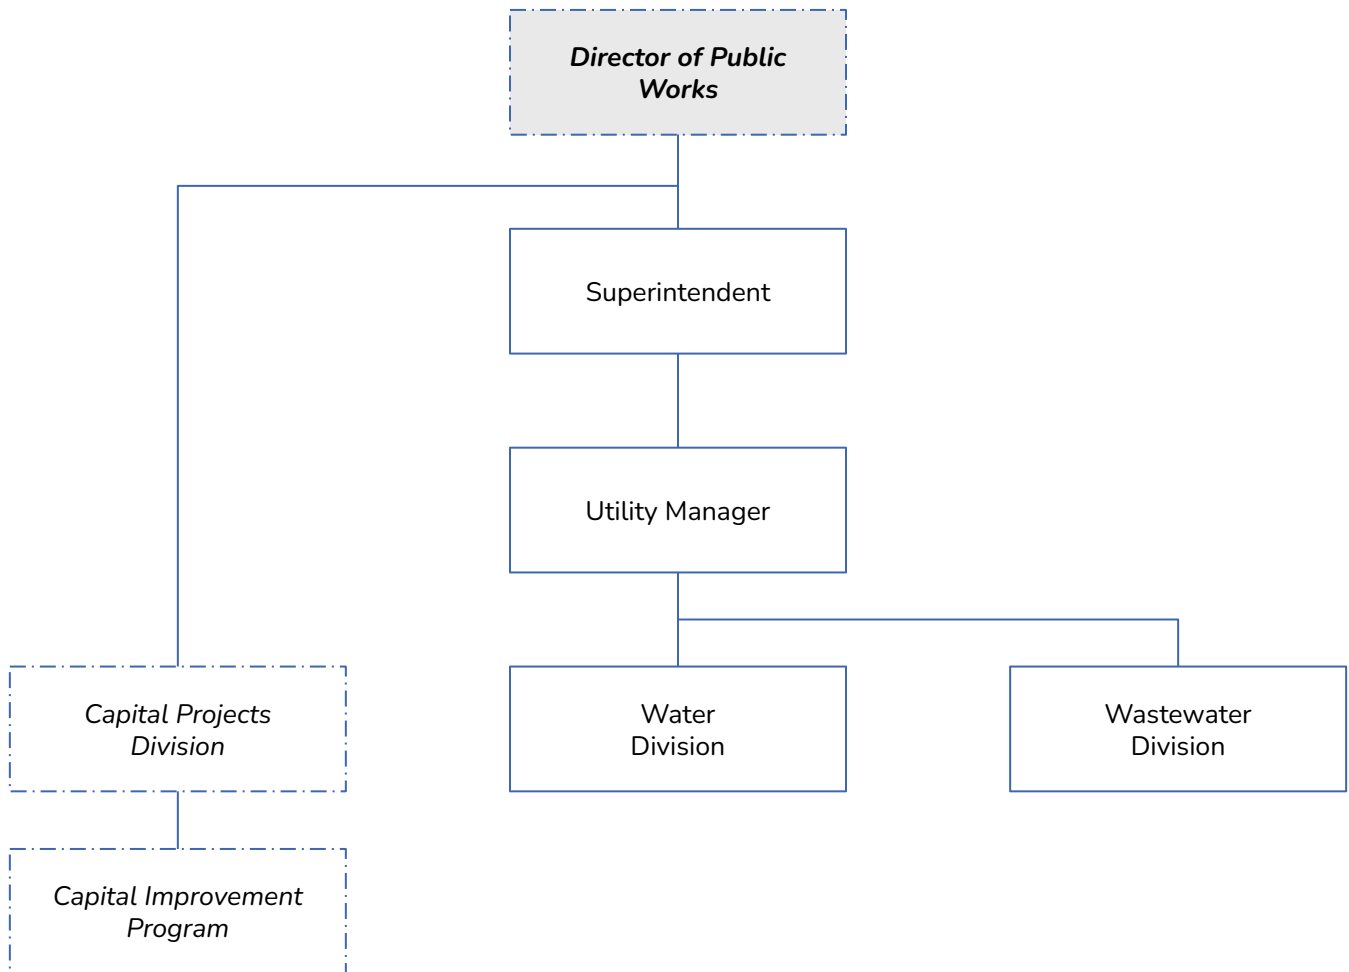 Director of Public
Works
Superintendent
Utility Manager
Capital Projects
Division
Water
Division
Wastewater
Division
Capital Improvement
Program